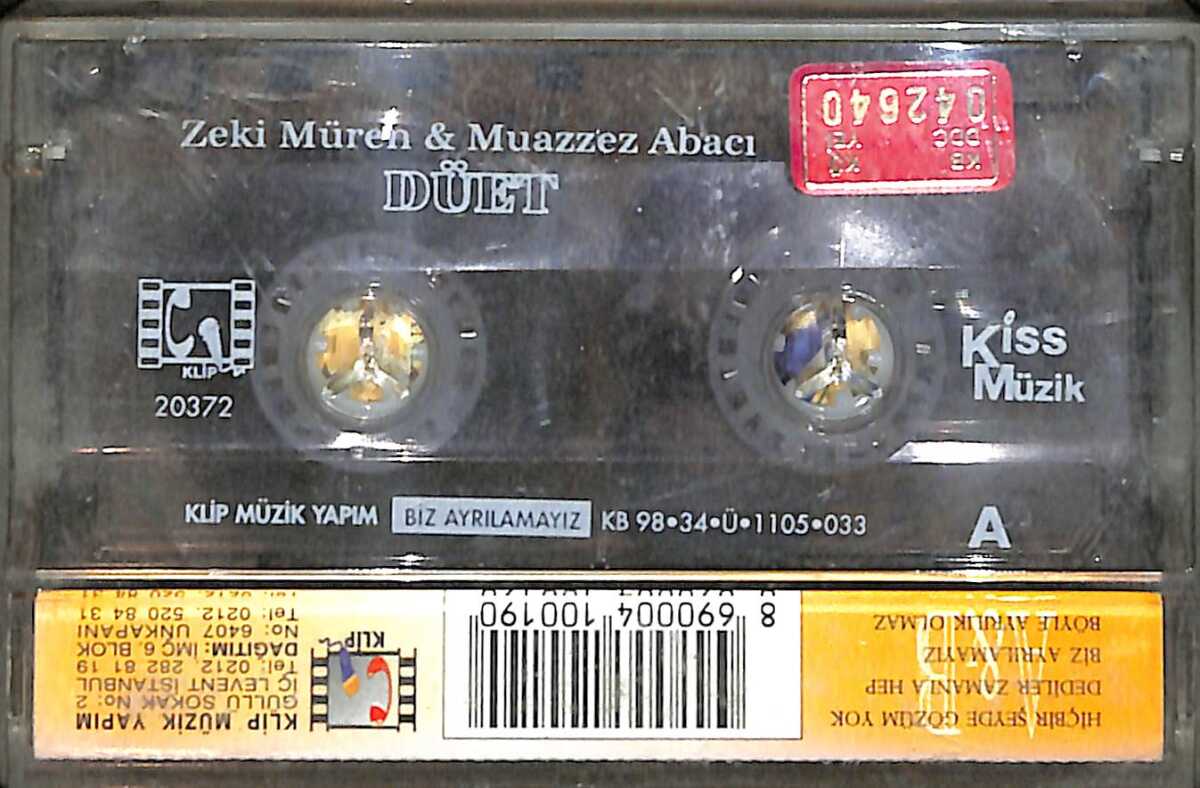 Zeki Müren & Muazzez Abacı
DÜET
042640
KB
DDC
KLİP
20372
Kiss
Müzik
KLİP MÜZİK YAPIM BİZ AYRILAMAYIZ KB 98•34•Ü•1105•033
A
KLİP MÜZİK YAPIM
GÜLLÜ SOKAK No: 2
İÇ LEVENT İSTANBUL
Tel: 0212. 282 81 19
DAĞITIM: İMÇ 6. BLOK
No: 6407 UNKAPANI
Tel: 0212. 520 84 31
KLİP
8 690004 100190
A&B
HİÇBİR ŞEYDE GÖZÜM YOK
DEDİLER ZAMANLA HEP
BİZ AYRILAMAYIZ
BÖYLE AYRILIK OLMAZ